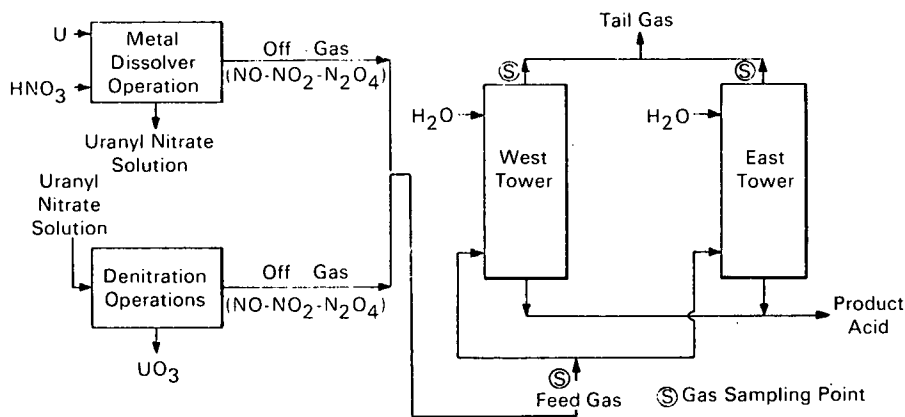 U
HNO3
Metal
Dissolver
Operation
Off Gas
(NO-NO2-N2O4)
Uranyl Nitrate
Solution
Uranyl
Nitrate
Solution
Denitration
Operations
Off Gas
(NO-NO2-N2O4)
UO3
Tail Gas
S
S
H2O
West
Tower
H2O
East
Tower
Product
Acid
S
Feed Gas
S Gas Sampling Point